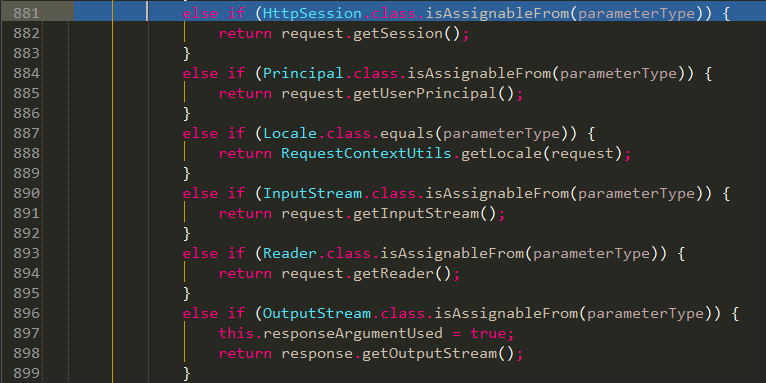 881 else if (HttpSession.class.isAssignableFrom(parameterType)) {
882 return request.getSession();
883 }
884 else if (Principal.class.isAssignableFrom(parameterType)) {
885 return request.getUserPrincipal();
886 }
887 else if (Locale.class.equals(parameterType)) {
888 return RequestContextUtils.getLocale(request);
889 }
890 else if (InputStream.class.isAssignableFrom(parameterType)) {
891 return request.getInputStream();
892 }
893 else if (Reader.class.isAssignableFrom(parameterType)) {
894 return request.getReader();
895 }
896 else if (OutputStream.class.isAssignableFrom(parameterType)) {
897 this.responseArgumentUsed = true;
898 return response.getOutputStream();
899 }